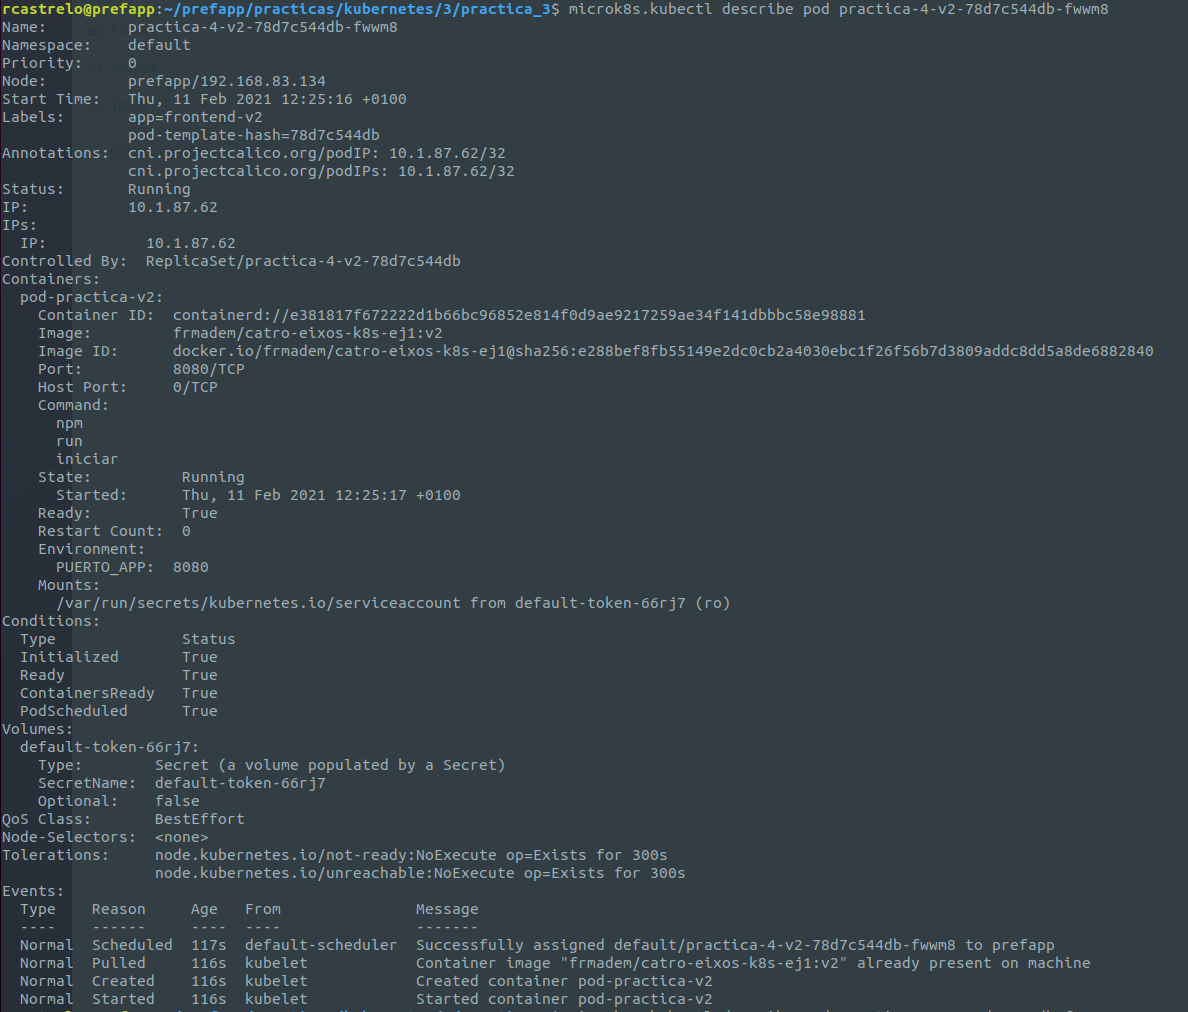 rcastrelo@prefapp:~/prefapp/practicas/kubernetes/3/practica_3$ microk8s.kubectl describe pod practica-4-v2-78d7c544db-fwwm8
Name:         practica-4-v2-78d7c544db-fwwm8
Namespace:    default
Priority:     0
Node:         prefapp/192.168.83.134
Start Time:   Thu, 11 Feb 2021 12:25:16 +0100
Labels:       app=frontend-v2
              pod-template-hash=78d7c544db
Annotations:  cni.projectcalico.org/podIP: 10.1.87.62/32
              cni.projectcalico.org/podIPs: 10.1.87.62/32
Status:       Running
IP:           10.1.87.62
IPs:
  IP:           10.1.87.62
Controlled By:  ReplicaSet/practica-4-v2-78d7c544db
Containers:
  pod-practica-v2:
    Container ID:  containerd://e381817f672222d1b66bc96852e814f0d9ae9217259ae34f141dbbbc58e98881
    Image:         frmadem/catro-eixos-k8s-ej1:v2
    Image ID:      docker.io/frmadem/catro-eixos-k8s-ej1@sha256:e288bef8fb55149e2dc0cb2a4030ebc1f26f56b7d3809addc8dd5a8de6882840
    Port:          8080/TCP
    Host Port:     0/TCP
    Command:
      npm
      run
      iniciar
    State:          Running
      Started:      Thu, 11 Feb 2021 12:25:17 +0100
    Ready:          True
    Restart Count:  0
    Environment:
      PUERTO_APP:  8080
    Mounts:
      /var/run/secrets/kubernetes.io/serviceaccount from default-token-66rj7 (ro)
Conditions:
  Type              Status
  Initialized       True
  Ready             True
  ContainersReady   True
  PodScheduled      True
Volumes:
  default-token-66rj7:
    Type:        Secret (a volume populated by a Secret)
    SecretName:  default-token-66rj7
    Optional:    false
QoS Class:       BestEffort
Node-Selectors:  <none>
Tolerations:     node.kubernetes.io/not-ready:NoExecute op=Exists for 300s
                 node.kubernetes.io/unreachable:NoExecute op=Exists for 300s
Events:
  Type    Reason     Age   From               Message
  ----    ------     ----  ----               -------
  Normal  Scheduled  117s  default-scheduler  Successfully assigned default/practica-4-v2-78d7c544db-fwwm8 to prefapp
  Normal  Pulled     116s  kubelet            Container image "frmadem/catro-eixos-k8s-ej1:v2" already present on machine
  Normal  Created    116s  kubelet            Created container pod-practica-v2
  Normal  Started    116s  kubelet            Started container pod-practica-v2